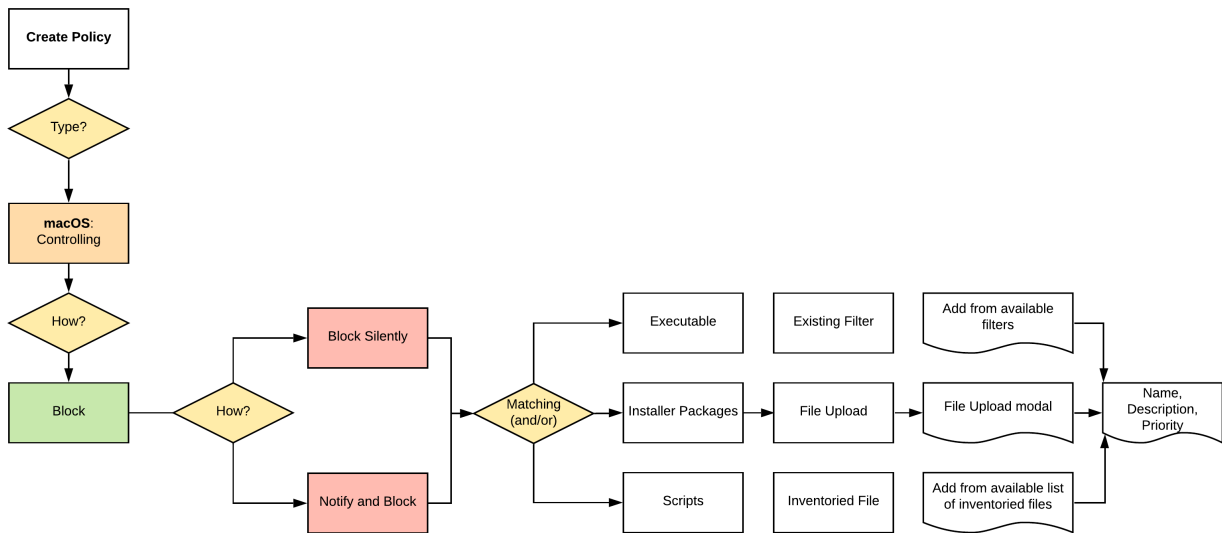 Create Policy
Type?
macOS:
Controlling
How?
Block
How?
Block Silently
Notify and Block
Matching
(and/or)
Executable
Installer Packages
Scripts
Existing Filter
File Upload
Inventoried File
Add from available
filters
File Upload modal
Add from available list
of inventoried files
Name,
Description,
Priority